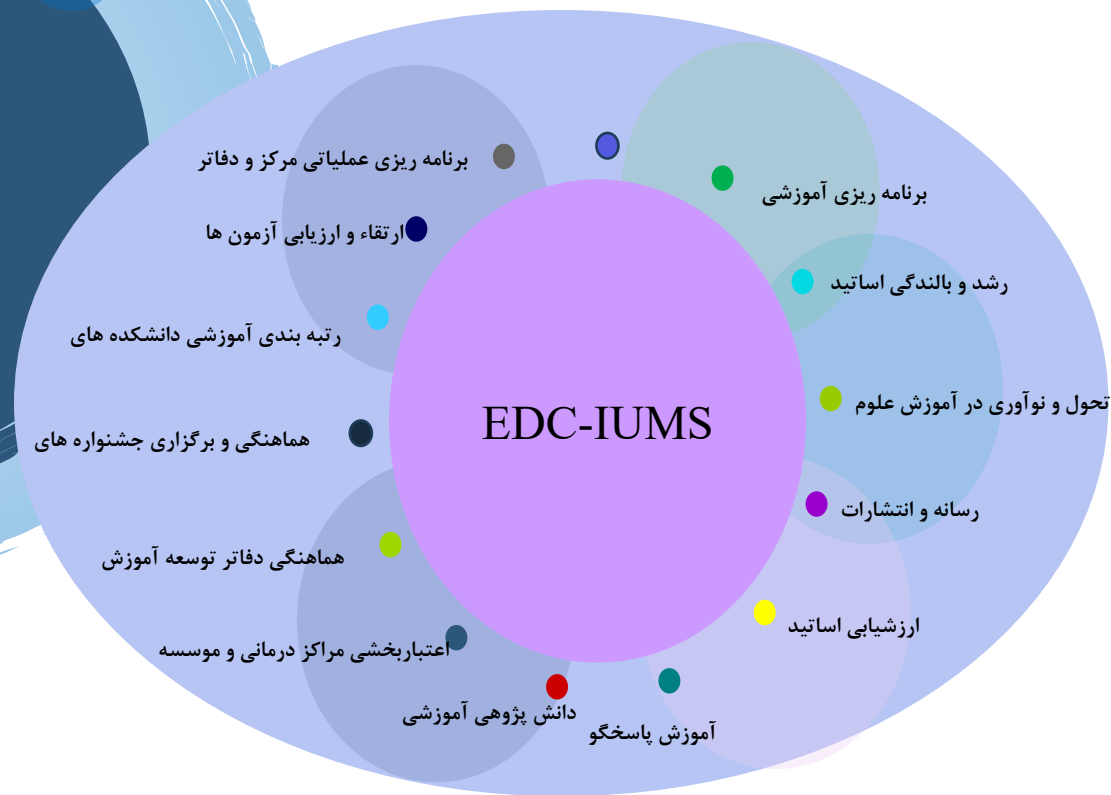 برنامه ریزی عملیاتی مرکز و دفاتر
برنامه ریزی آموزشی
ارتقاء و ارزیابی آزمون ها
رشد و بالندگی اساتید
رتبه بندی آموزشی دانشکده های
تحول و نوآوری در آموزش علوم
EDC-IUMS
هماهنگی و برگزاری جشنواره های
رسانه و انتشارات
هماهنگی دفاتر توسعه آموزش
ارزشیابی اساتید
اعتباربخشی مراکز درمانی و موسسه
دانش پژوهی آموزشی
آموزش پاسخگو